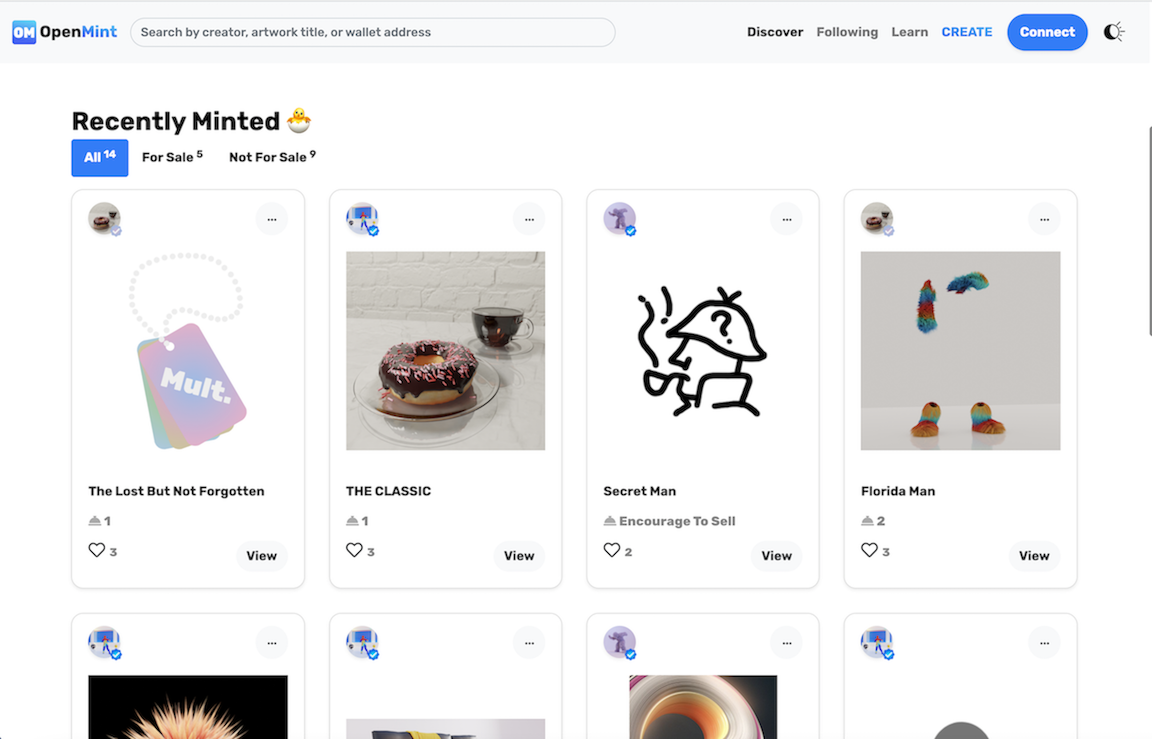 OM OpenMint
Search by creator, artwork title, or wallet address
Discover Following Learn CREATE Connect
Recently Minted 🐣
All 14 For Sale 5 Not For Sale 9
... ... ... ...
Mult.
?
The Lost But Not Forgotten THE CLASSIC Secret Man Florida Man
1 1 Encourage To Sell 2
3 View 3 View 2 View 3 View
... ... ... ...